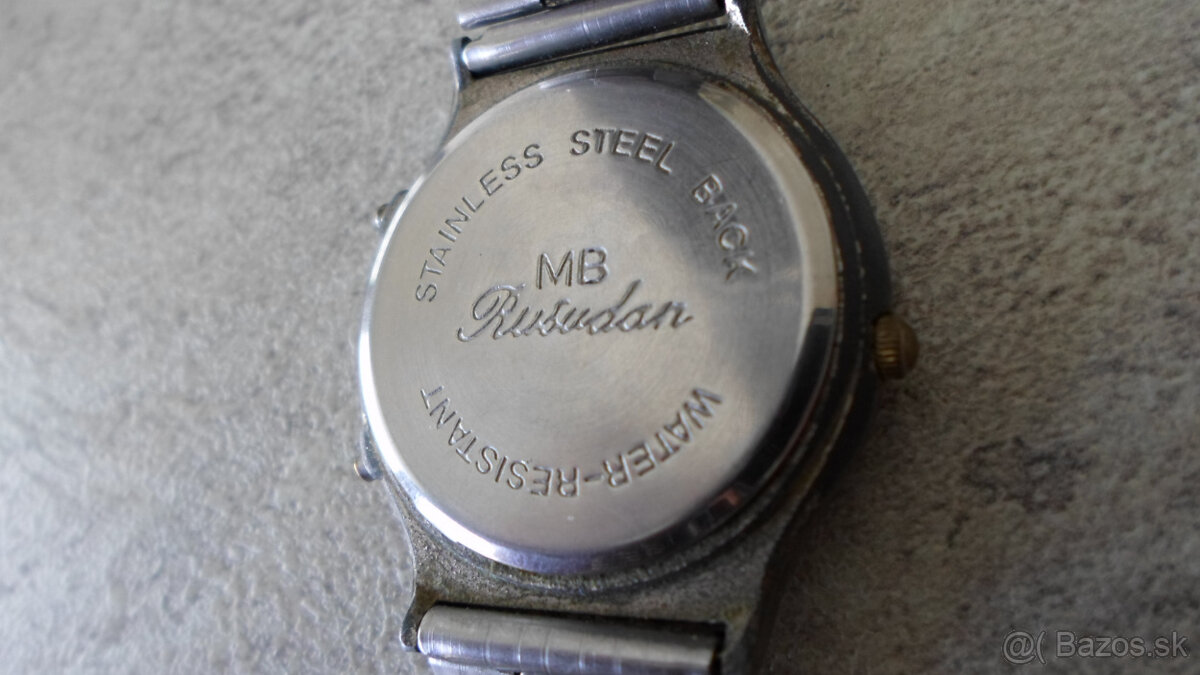 STAINLESS STEEL BACK
MB
Rusudan
WATER-RESISTANT
@( Bazos.sk